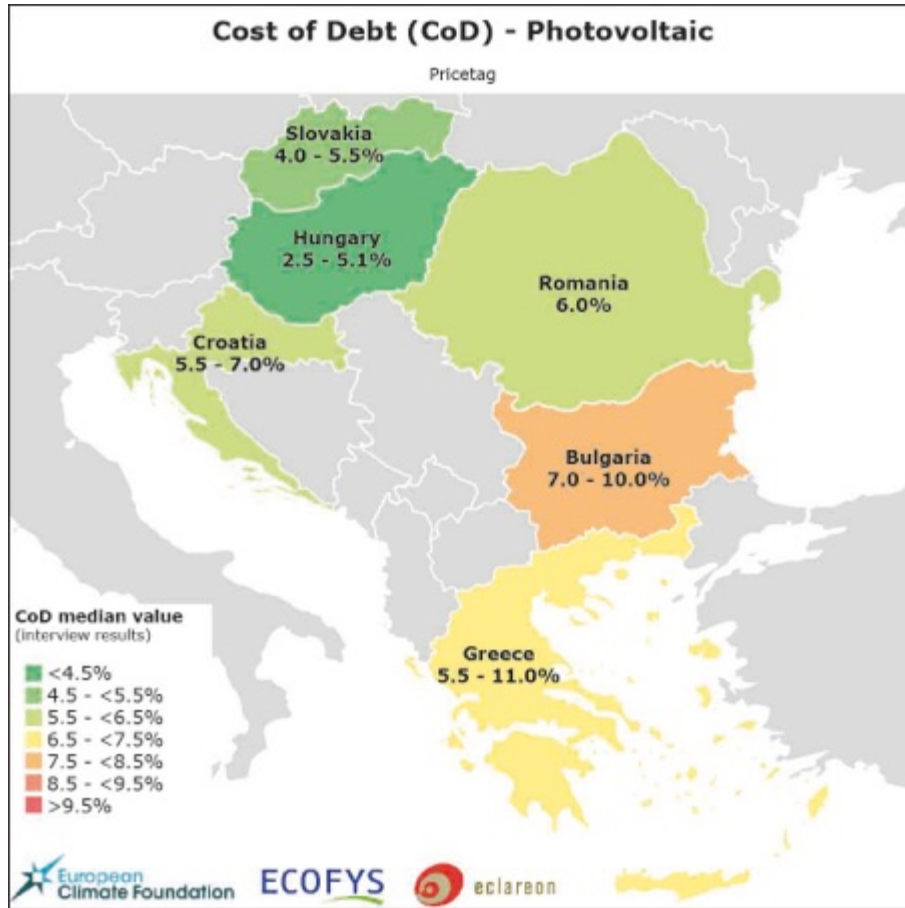 Cost of Debt (CoD) - Photovoltaic
Pricetag
Slovakia
4.0 - 5.5%
Hungary
2.5 - 5.1%
Romania
6.0%
Croatia
5.5 - 7.0%
Bulgaria
7.0 - 10.0%
Greece
5.5 - 11.0%
CoD median value
(interview results)
<4.5%
4.5 - <5.5%
5.5 - <6.5%
6.5 - <7.5%
7.5 - <8.5%
8.5 - <9.5%
>9.5%
European
Climate Foundation
ECOFYS
eclareon